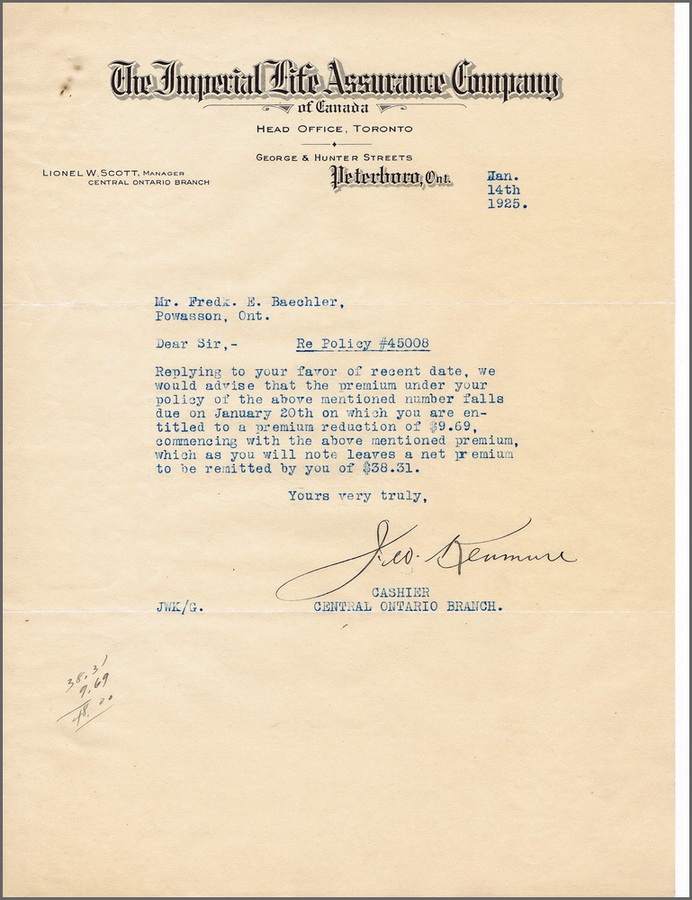 The Imperial Life Assurance Company
of Canada
HEAD OFFICE, TORONTO
GEORGE & HUNTER STREETS
LIONEL W. SCOTT, MANAGER
CENTRAL ONTARIO BRANCH
Peterboro, Ont.
Jan.
14th
1925.
Mr. Fredk. E. Baechler,
Powasson, Ont.
Dear Sir,- Re Policy #45008
Replying to your favor of recent date, we
would advise that the premium under your
policy of the above mentioned number falls
due on January 20th on which you are en-
titled to a premium reduction of $9.69,
commencing with the above mentioned premium,
which as you will note leaves a net premium
to be remitted by you of $38.31.
Yours very truly,
CASHIER
JWK/G. CENTRAL ONTARIO BRANCH.
38.31
9.69
48.00